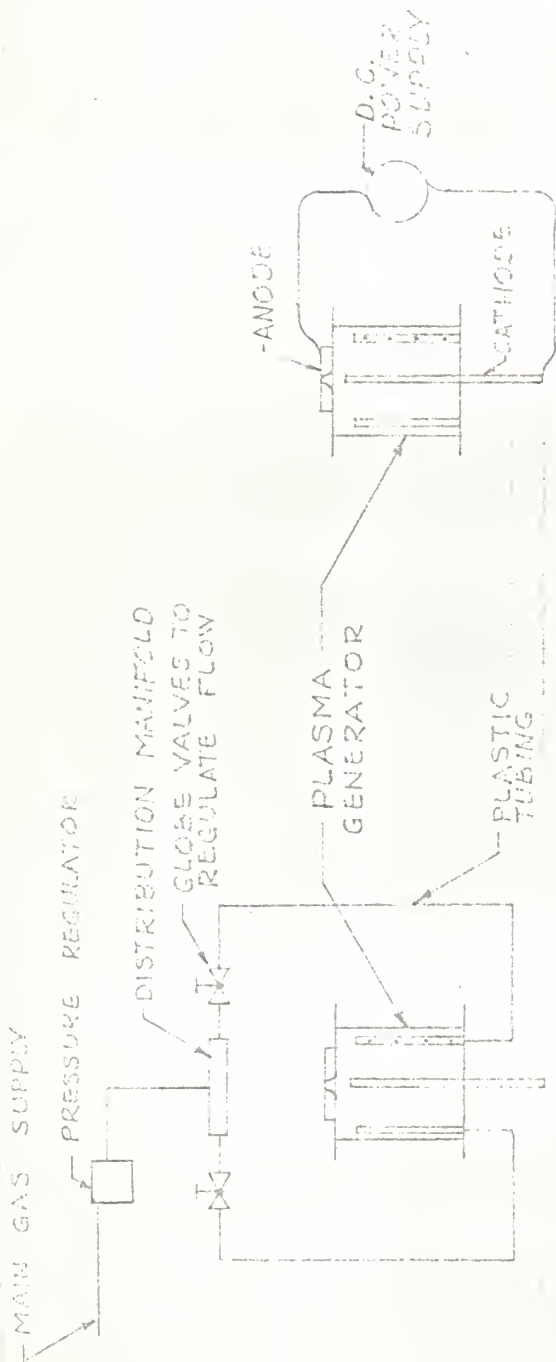 MAIN GAS SUPPLY
PRESSURE REGULATOR
DISTRIBUTION MANIFOLD
GLOBE VALVES TO
REGULATE FLOW
PLASMA
GENERATOR
PLASTIC
TUBING
ANODE
D.C.
POWER
SUPPLY
CATHODE